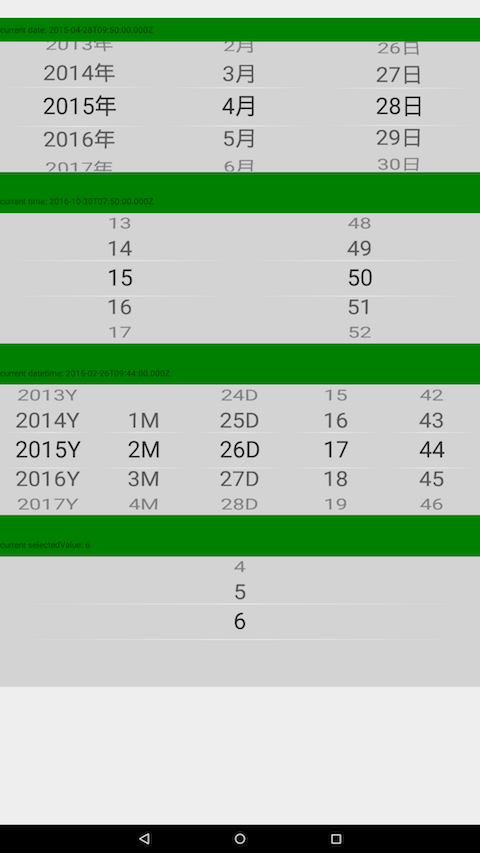 current date: 2015-04-28T09:50:00.000Z
2013年 2月 26日
2014年 3月 27日
2015年 4月 28日
2016年 5月 29日
2017年 6月 30日
current time: 2016-10-30T07:50:00.000Z
13 48
14 49
15 50
16 51
17 52
current datetime: 2015-02-26T09:44:00.000Z
2013Y 24D 15 42
2014Y 1M 25D 16 43
2015Y 2M 26D 17 44
2016Y 3M 27D 18 45
2017Y 4M 28D 19 46
current selectedValue: 6
4
5
6